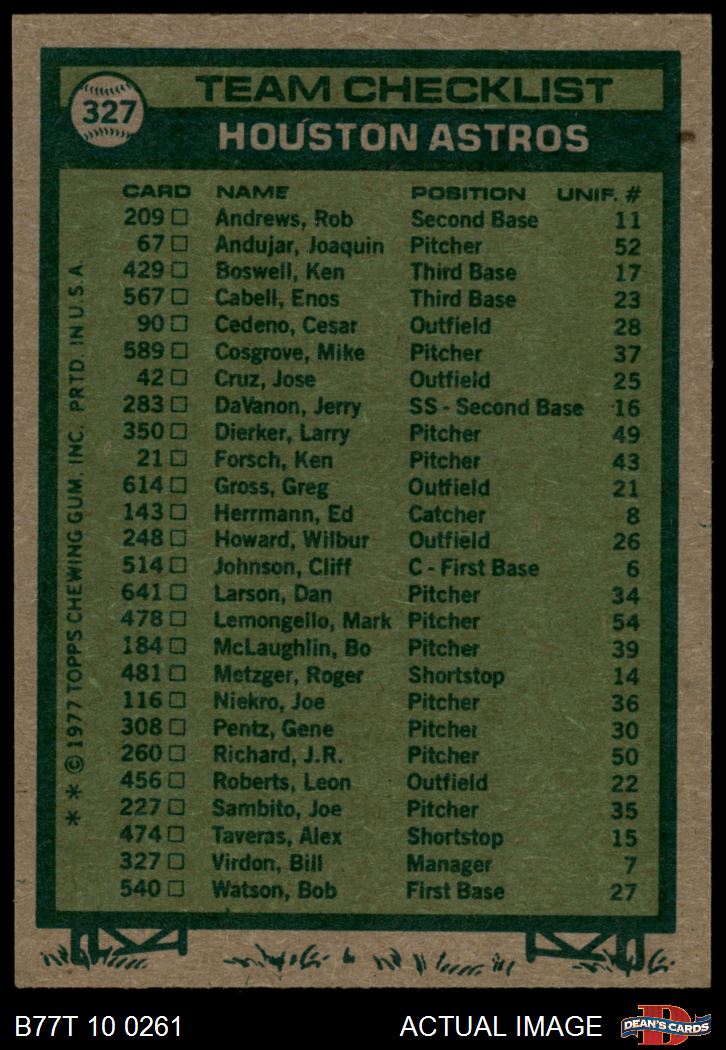 327
TEAM CHECKLIST
HOUSTON ASTROS
CARD NAME POSITION UNIF. #
209 Andrews, Rob Second Base 11
67 Andujar, Joaquin Pitcher 52
429 Boswell, Ken Third Base 17
567 Cabell, Enos Third Base 23
90 Cedeno, Cesar Outfield 28
589 Cosgrove, Mike Pitcher 37
42 Cruz, Jose Outfield 25
283 DaVanon, Jerry SS - Second Base 16
350 Dierker, Larry Pitcher 49
21 Forsch, Ken Pitcher 43
614 Gross, Greg Outfield 21
143 Herrmann, Ed Catcher 8
248 Howard, Wilbur Outfield 26
514 Johnson, Cliff C - First Base 6
641 Larson, Dan Pitcher 34
478 Lemongello, Mark Pitcher 54
184 McLaughlin, Bo Pitcher 39
481 Metzger, Roger Shortstop 14
116 Niekro, Joe Pitcher 36
308 Pentz, Gene Pitcher 30
260 Richard, J.R. Pitcher 50
456 Roberts, Leon Outfield 22
227 Sambito, Joe Pitcher 35
474 Taveras, Alex Shortstop 15
327 Virdon, Bill Manager 7
540 Watson, Bob First Base 27
* * © 1977 TOPPS CHEWING GUM, INC. PRTD. IN U.S.A.
B77T 10 0261 ACTUAL IMAGE
D
DEAN'S CARDS